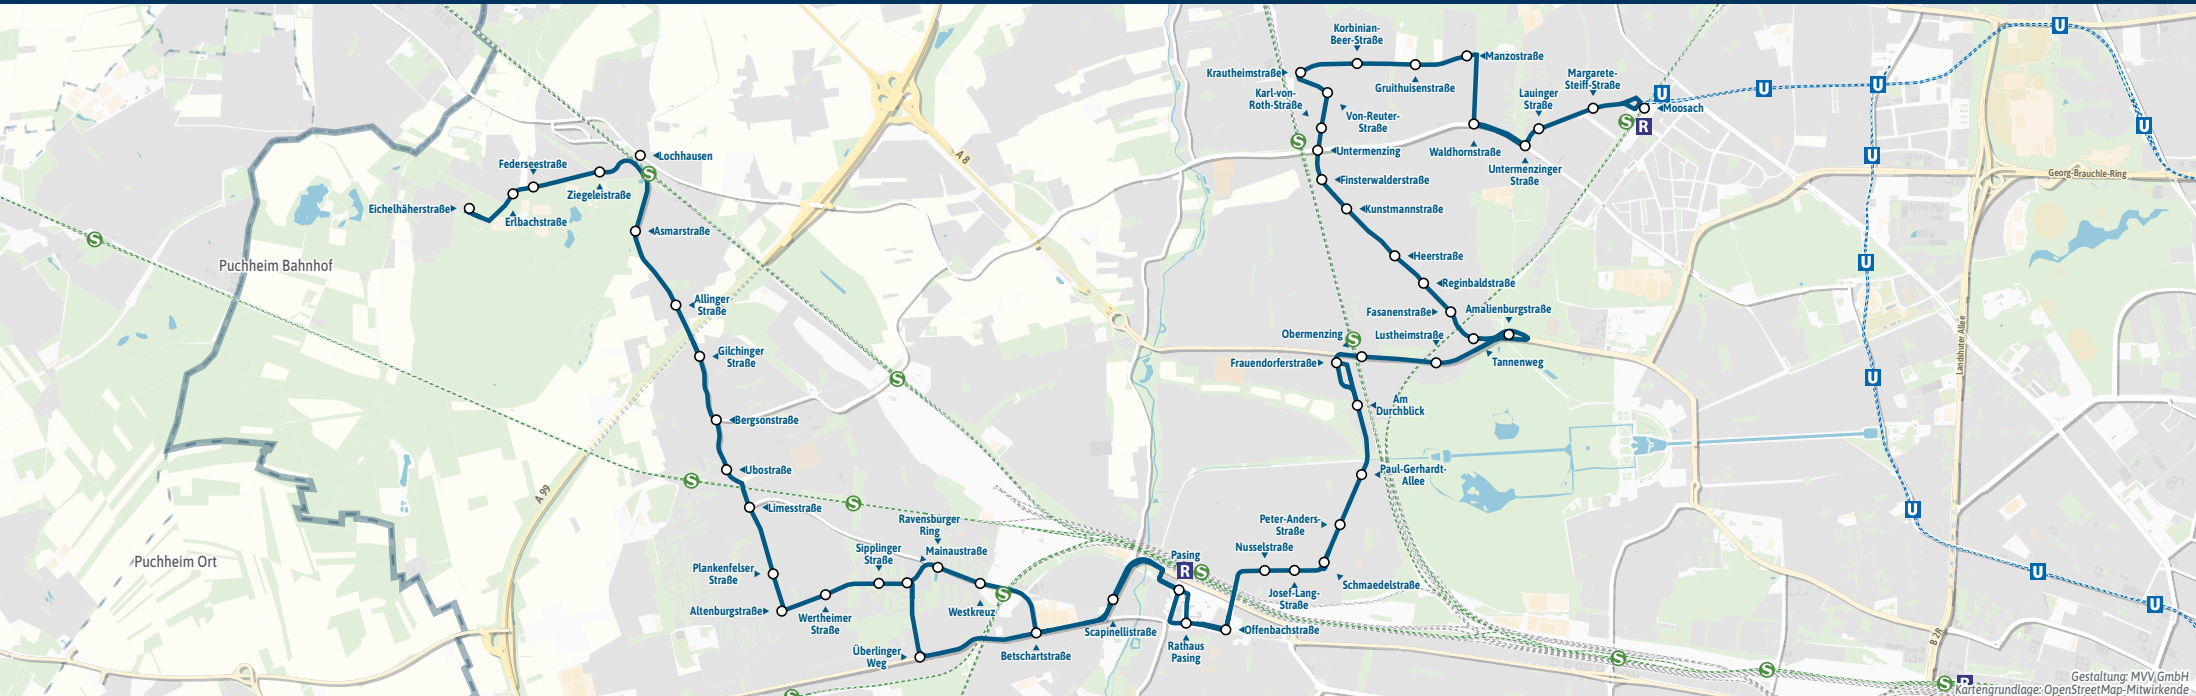 Korbinian-
Beer-Straße
Krautheimstraße
Manzostraße
Gruithuisenstraße
Margarete-
Steiff-Straße
Karl-von-
Roth-Straße
Lauinger
Straße
U
Moosach
Von-Reuter-
Straße
S
R
Untermenzing
Waldhornstraße
Untermenzinger
Straße
Finsterwalderstraße
Kunstmannstraße
Heerstraße
Reginbaldstraße
Fasanenstraße
Amalienburgstraße
Obermenzing
S
Lustheimstraße
Frauendorferstraße
Tannenweg
Am
Durchblick
Paul-Gerhardt-
Allee
Peter-Anders-
Straße
Nusselstraße
Josef-Lang-
Straße
Schmaedelstraße
Offenbachstraße
Pasing
R
S
Rathaus
Pasing
Scapinellistraße
Betschartstraße
Westkreuz
S
Mainaustraße
Ravensburger
Ring
Sipplinger
Straße
Überlinger
Weg
Wertheimer
Straße
Altenburgstraße
Plankenfelser
Straße
Limesstraße
Ubostraße
Bergsonstraße
Gilchinger
Straße
Allinger
Straße
Asmarstraße
Lochhausen
S
Ziegeleistraße
Federseestraße
Erlbachstraße
Eichelhäherstraße
Puchheim Bahnhof
Puchheim Ort
A 8
A 99
Georg-Brauchle-Ring
Landshuter Allee
B 2R
S
S
S
S
S
S
S
S
S
R
U
U
U
U
U
U
U
U
U
U
Gestaltung: MVV GmbH
Kartengrundlage: OpenStreetMap-Mitwirkende